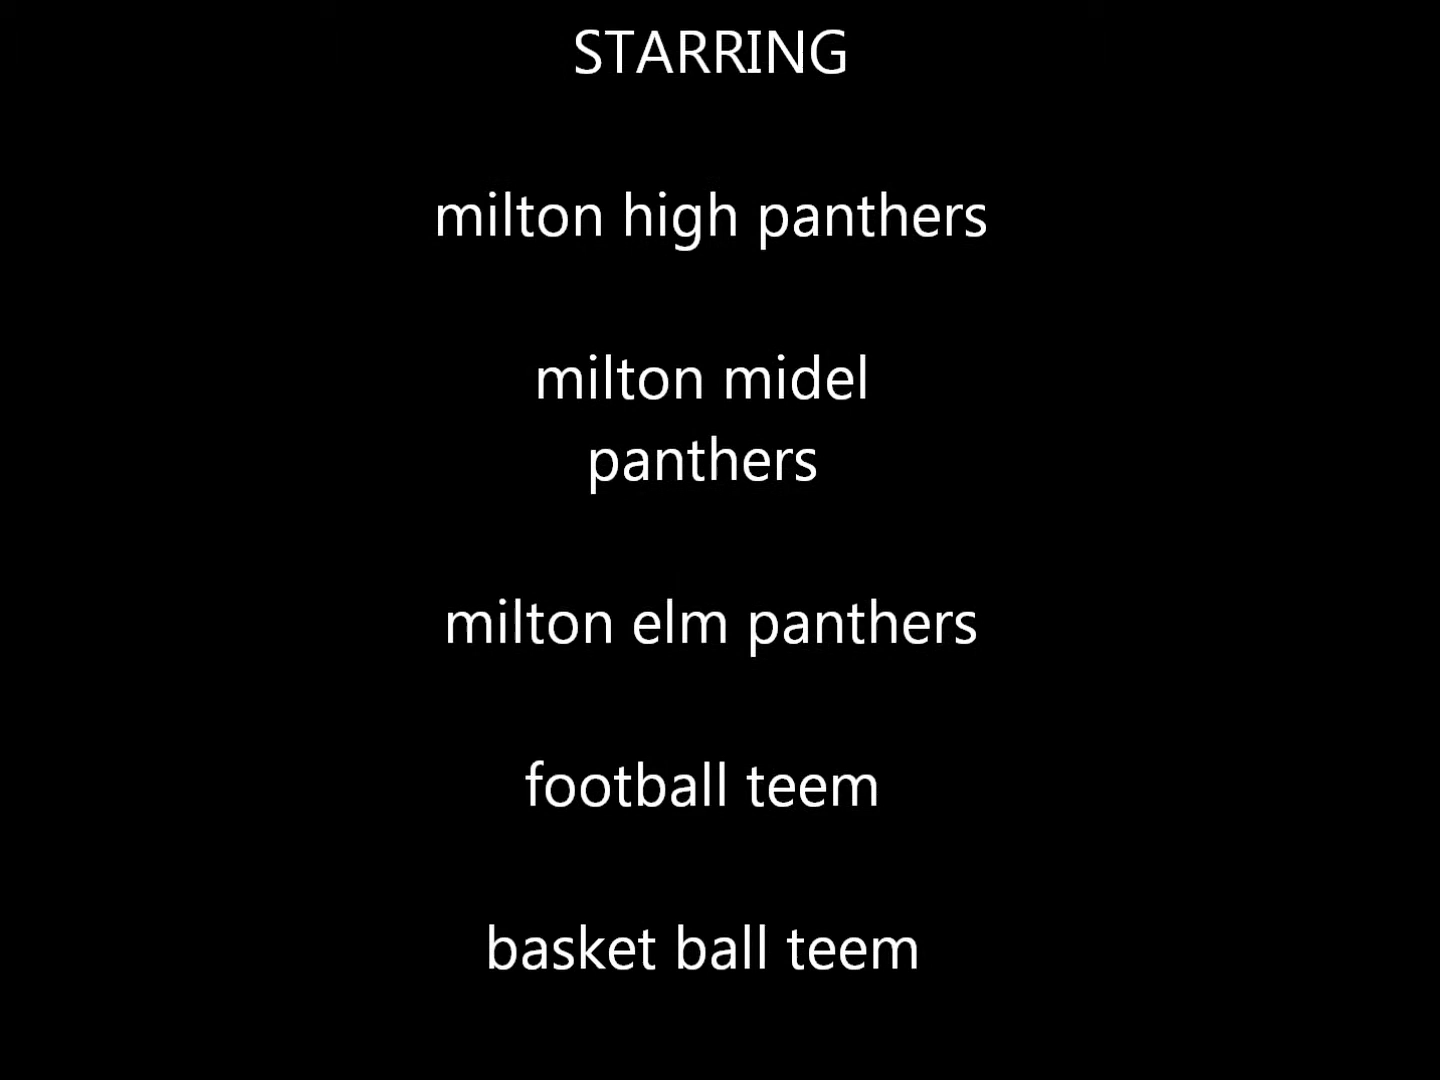 STARRING
milton high panthers
milton midel
panthers
milton elm panthers
football teem
basket ball teem